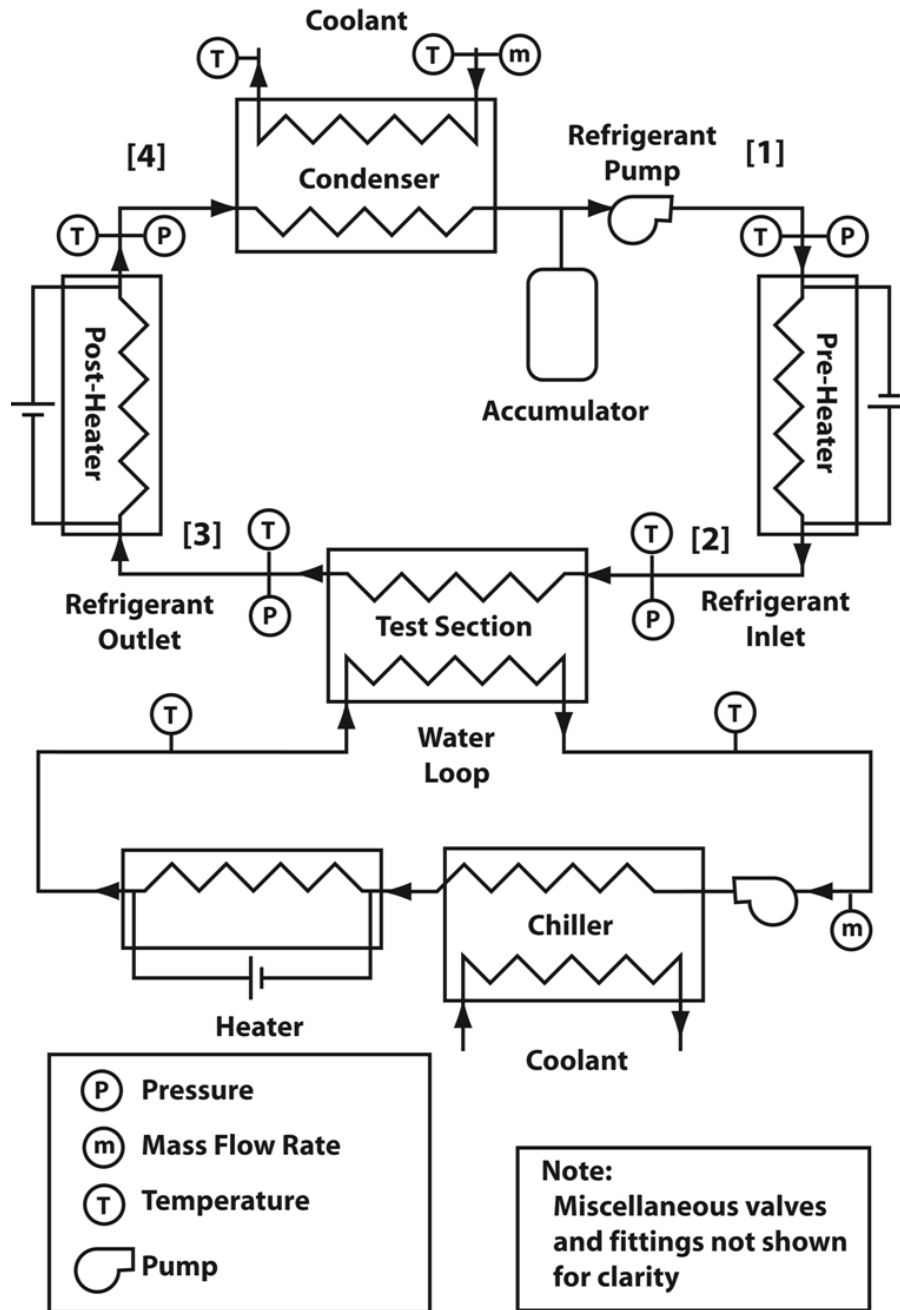 Coolant
T
T
m
Refrigerant
Pump
[4]
[1]
Condenser
T
P
T
P
Post-Heater
Pre-Heater
Accumulator
[3]
T
T
[2]
P
P
Refrigerant
Outlet
Test Section
Refrigerant
Inlet
T
T
Water
Loop
Chiller
m
Heater
Coolant
P
Pressure
m
Mass Flow Rate
T
Temperature
Pump
Note:
Miscellaneous valves
and fittings not shown
for clarity